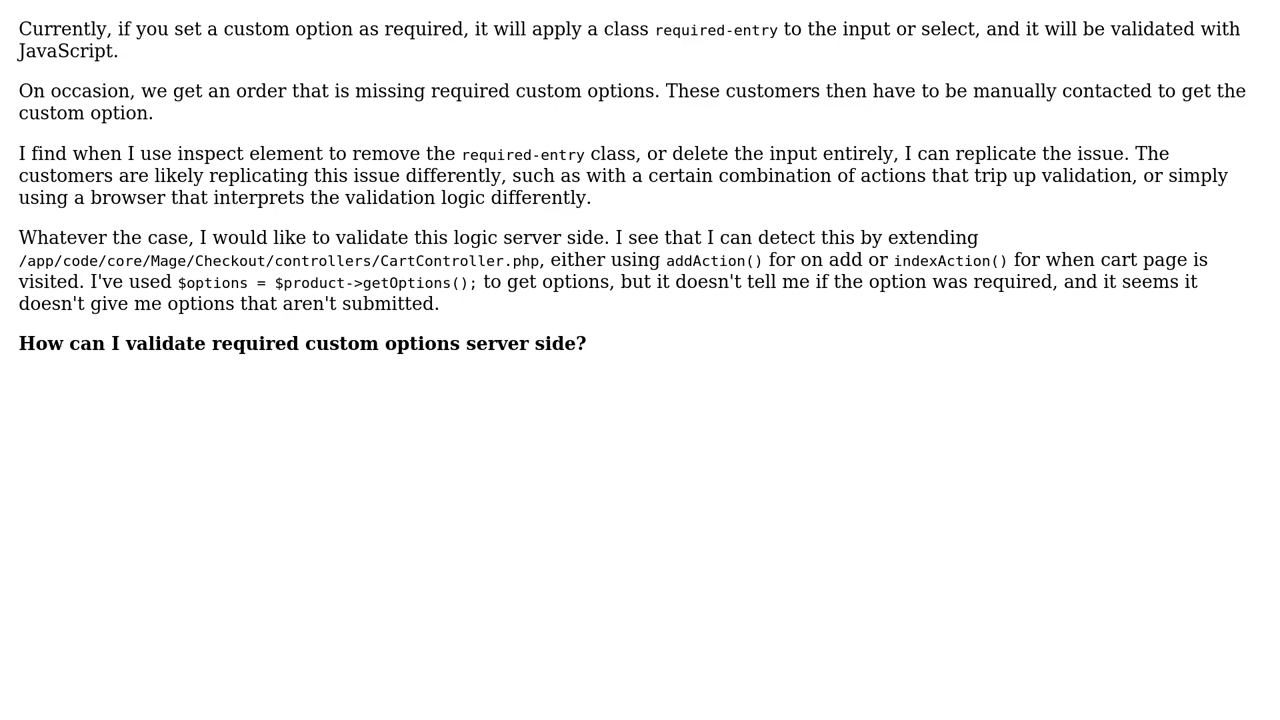 Currently, if you set a custom option as required, it will apply a class required-entry to the input or select, and it will be validated with
JavaScript.
On occasion, we get an order that is missing required custom options. These customers then have to be manually contacted to get the
custom option.
I find when I use inspect element to remove the required-entry class, or delete the input entirely, I can replicate the issue. The
customers are likely replicating this issue differently, such as with a certain combination of actions that trip up validation, or simply
using a browser that interprets the validation logic differently.
Whatever the case, I would like to validate this logic server side. I see that I can detect this by extending
/app/code/core/Mage/Checkout/controllers/CartController.php, either using addAction() for on add or indexAction() for when cart page is
visited. I've used $options = $product->getOptions(); to get options, but it doesn't tell me if the option was required, and it seems it
doesn't give me options that aren't submitted.
How can I validate required custom options server side?